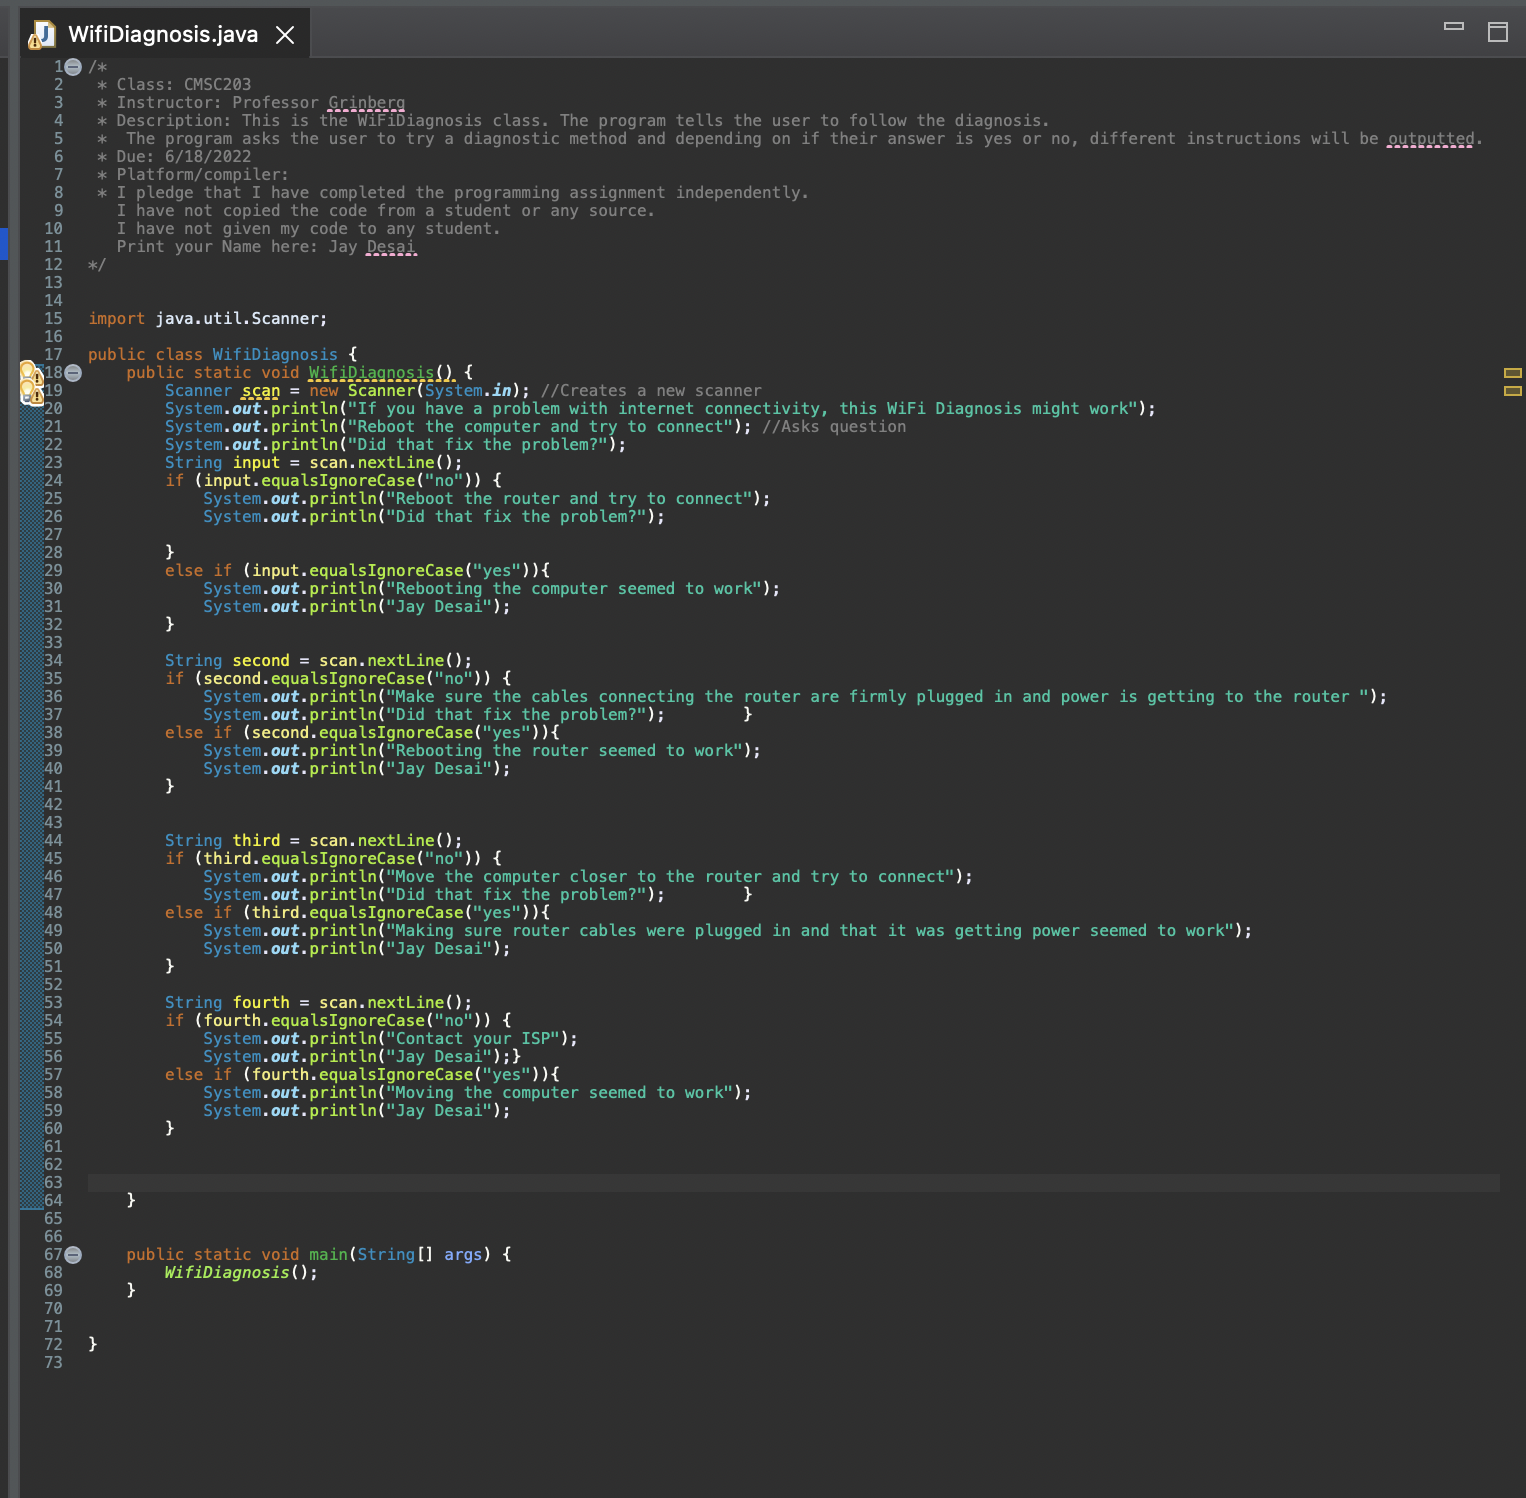 WifiDiagnosis.java
1 /*
2  * Class: CMSC203
3  * Instructor: Professor Grinberg
4  * Description: This is the WiFiDiagnosis class. The program tells the user to follow the diagnosis.
5  *  The program asks the user to try a diagnostic method and depending on if their answer is yes or no, different instructions will be outputted.
6  * Due: 6/18/2022
7  * Platform/compiler:
8  * I pledge that I have completed the programming assignment independently.
9    I have not copied the code from a student or any source.
10    I have not given my code to any student.
11    Print your Name here: Jay Desai
12 */
13
14
15 import java.util.Scanner;
16
17 public class WifiDiagnosis {
18     public static void WifiDiagnosis() {
19         Scanner scan = new Scanner(System.in); //Creates a new scanner
20         System.out.println("If you have a problem with internet connectivity, this WiFi Diagnosis might work");
21         System.out.println("Reboot the computer and try to connect"); //Asks question
22         System.out.println("Did that fix the problem?");
23         String input = scan.nextLine();
24         if (input.equalsIgnoreCase("no")) {
25             System.out.println("Reboot the router and try to connect");
26             System.out.println("Did that fix the problem?");
27
28         }
29         else if (input.equalsIgnoreCase("yes")){
30             System.out.println("Rebooting the computer seemed to work");
31             System.out.println("Jay Desai");
32         }
33
34         String second = scan.nextLine();
35         if (second.equalsIgnoreCase("no")) {
36             System.out.println("Make sure the cables connecting the router are firmly plugged in and power is getting to the router ");
37             System.out.println("Did that fix the problem?");        }
38         else if (second.equalsIgnoreCase("yes")){
39             System.out.println("Rebooting the router seemed to work");
40             System.out.println("Jay Desai");
41         }
42
43
44         String third = scan.nextLine();
45         if (third.equalsIgnoreCase("no")) {
46             System.out.println("Move the computer closer to the router and try to connect");
47             System.out.println("Did that fix the problem?");        }
48         else if (third.equalsIgnoreCase("yes")){
49             System.out.println("Making sure router cables were plugged in and that it was getting power seemed to work");
50             System.out.println("Jay Desai");
51         }
52
53         String fourth = scan.nextLine();
54         if (fourth.equalsIgnoreCase("no")) {
55             System.out.println("Contact your ISP");
56             System.out.println("Jay Desai");}
57         else if (fourth.equalsIgnoreCase("yes")){
58             System.out.println("Moving the computer seemed to work");
59             System.out.println("Jay Desai");
60         }
61
62
63
64     }
65
66
67     public static void main(String[] args) {
68         WifiDiagnosis();
69     }
70
71
72 }
73